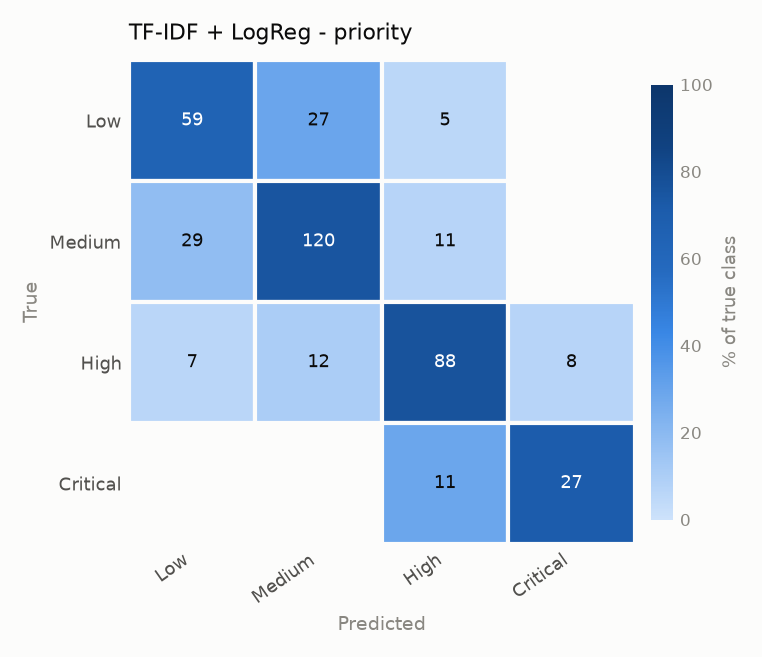 TF-IDF + LogReg - priority
Low 59 27 5
Medium 29 120 11
High 7 12 88 8
Critical 11 27
True
Low Medium High Critical
Predicted
100
80
60
40
20
0
% of true class